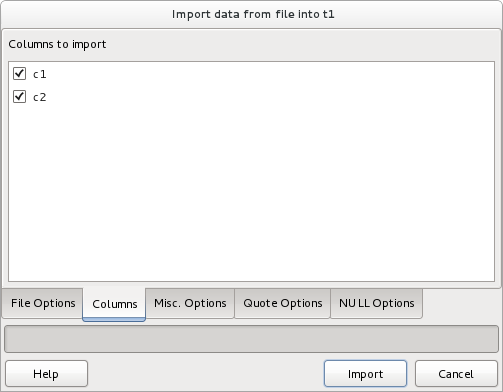 Import data from file into t1
Columns to import
c1
c2
File Options Columns Misc. Options Quote Options NULL Options
Help Import Cancel